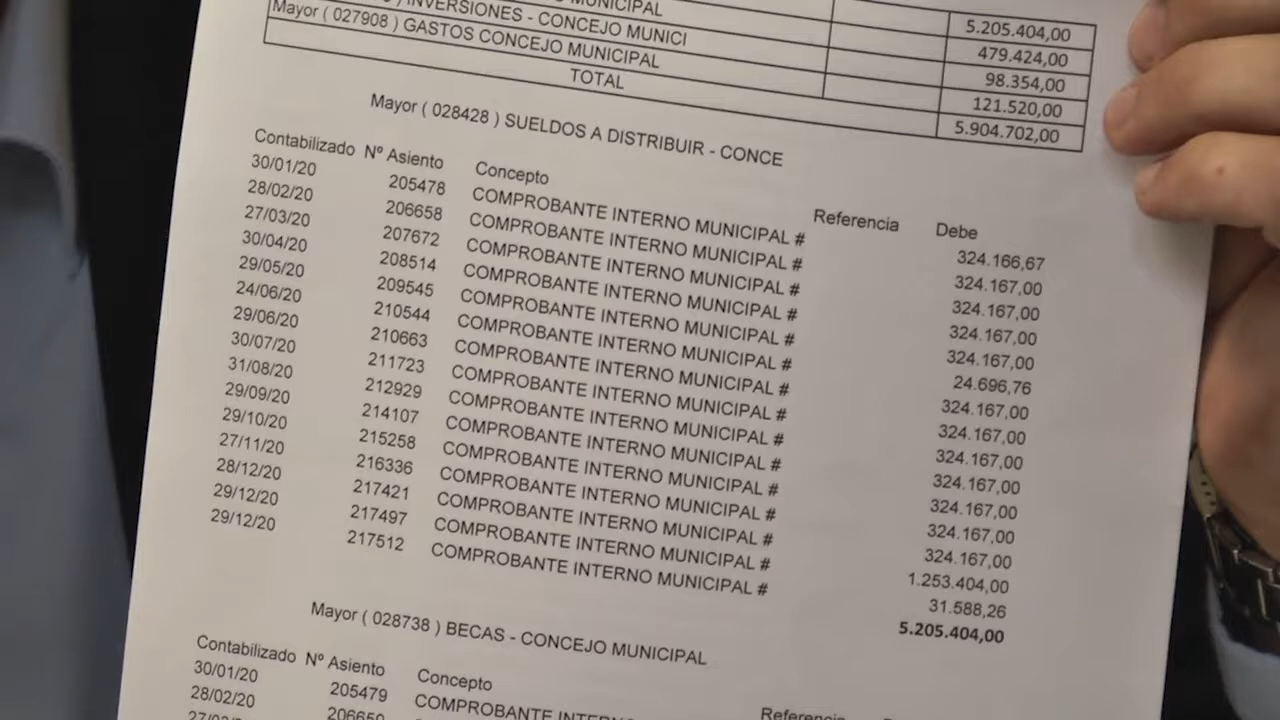 MUNICIPAL
INVERSIONES - CONCEJO MUNICI 5.205.404,00
Mayor ( 027908 ) GASTOS CONCEJO MUNICIPAL 479.424,00
98.354,00
121.520,00
TOTAL 5.904.702,00
Mayor ( 028428 ) SUELDOS A DISTRIBUIR - CONCE
Contabilizado Nº Asiento Concepto Referencia Debe
30/01/20 205478 COMPROBANTE INTERNO MUNICIPAL # 324.166,67
28/02/20 206658 COMPROBANTE INTERNO MUNICIPAL # 324.167,00
27/03/20 207672 COMPROBANTE INTERNO MUNICIPAL # 324.167,00
30/04/20 208514 COMPROBANTE INTERNO MUNICIPAL # 324.167,00
29/05/20 209545 COMPROBANTE INTERNO MUNICIPAL # 324.167,00
24/06/20 210544 COMPROBANTE INTERNO MUNICIPAL # 24.696,76
29/06/20 210663 COMPROBANTE INTERNO MUNICIPAL # 324.167,00
30/07/20 211723 COMPROBANTE INTERNO MUNICIPAL # 324.167,00
31/08/20 212929 COMPROBANTE INTERNO MUNICIPAL # 324.167,00
29/09/20 214107 COMPROBANTE INTERNO MUNICIPAL # 324.167,00
29/10/20 215258 COMPROBANTE INTERNO MUNICIPAL # 324.167,00
27/11/20 216336 COMPROBANTE INTERNO MUNICIPAL # 324.167,00
28/12/20 217421 COMPROBANTE INTERNO MUNICIPAL # 324.167,00
29/12/20 217497 COMPROBANTE INTERNO MUNICIPAL # 1.253.404,00
29/12/20 217512 COMPROBANTE INTERNO MUNICIPAL # 31.588,26
5.205.404,00
Mayor ( 028738 ) BECAS - CONCEJO MUNICIPAL
Contabilizado Nº Asiento Concepto Referencia
30/01/20 205479 COMPROBANTE INTERNO
28/02/20 206659